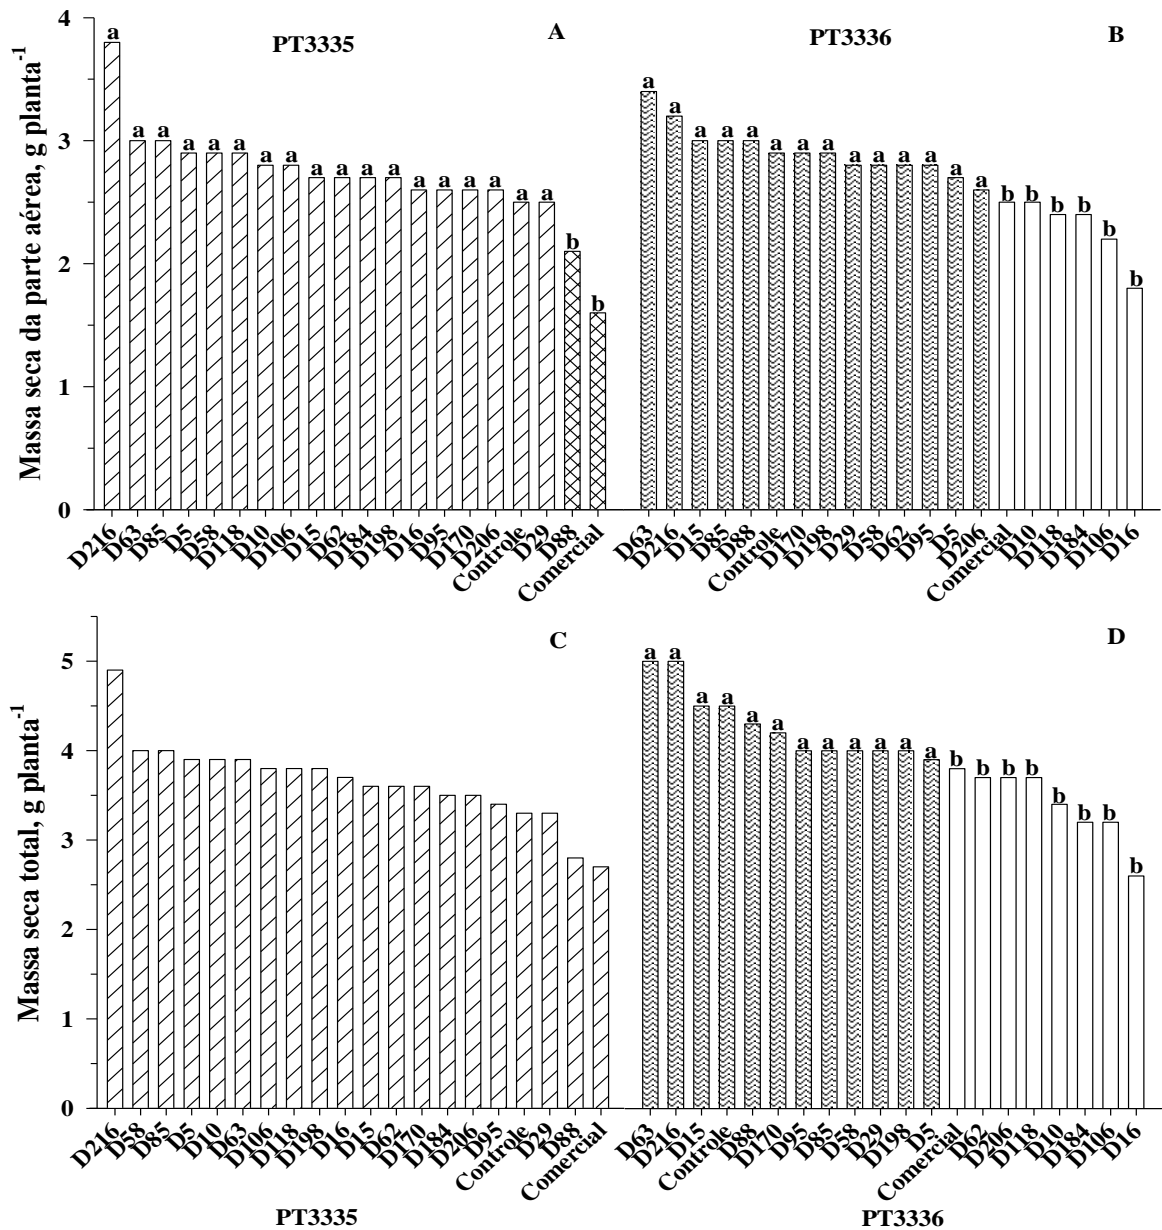 4
3
2
1
0
Massa seca da parte aérea, g planta-1
PT3335
A
a
a a a a a a a a a a a a a a a a a
b
b
D216 D63 D85 D5 D58 D118 D10 D106 D15 D62 D184 D198 D16 D95 D170 D206 Controle D29 D88 Comercial
PT3336
B
a a a a a a a a a a a a a a b b b b b b
D63 D216 D15 D85 D88 Controle D170 D198 D29 D58 D62 D95 D5 D206 Comercial D10 D118 D184 D106 D16
5
4
3
2
1
0
Massa seca total, g planta-1
C
D216 D58 D85 D5 D10 D63 D106 D118 D198 D16 D15 D62 D170 D184 D206 D95 Controle D29 D88 Comercial
PT3335
D
a a a a a a a a a a a a b b b b b b b b
D63 D216 D15 Controle D88 D170 D95 D85 D58 D29 D198 D5 Comercial D62 D206 D118 D10 D184 D106 D16
PT3336